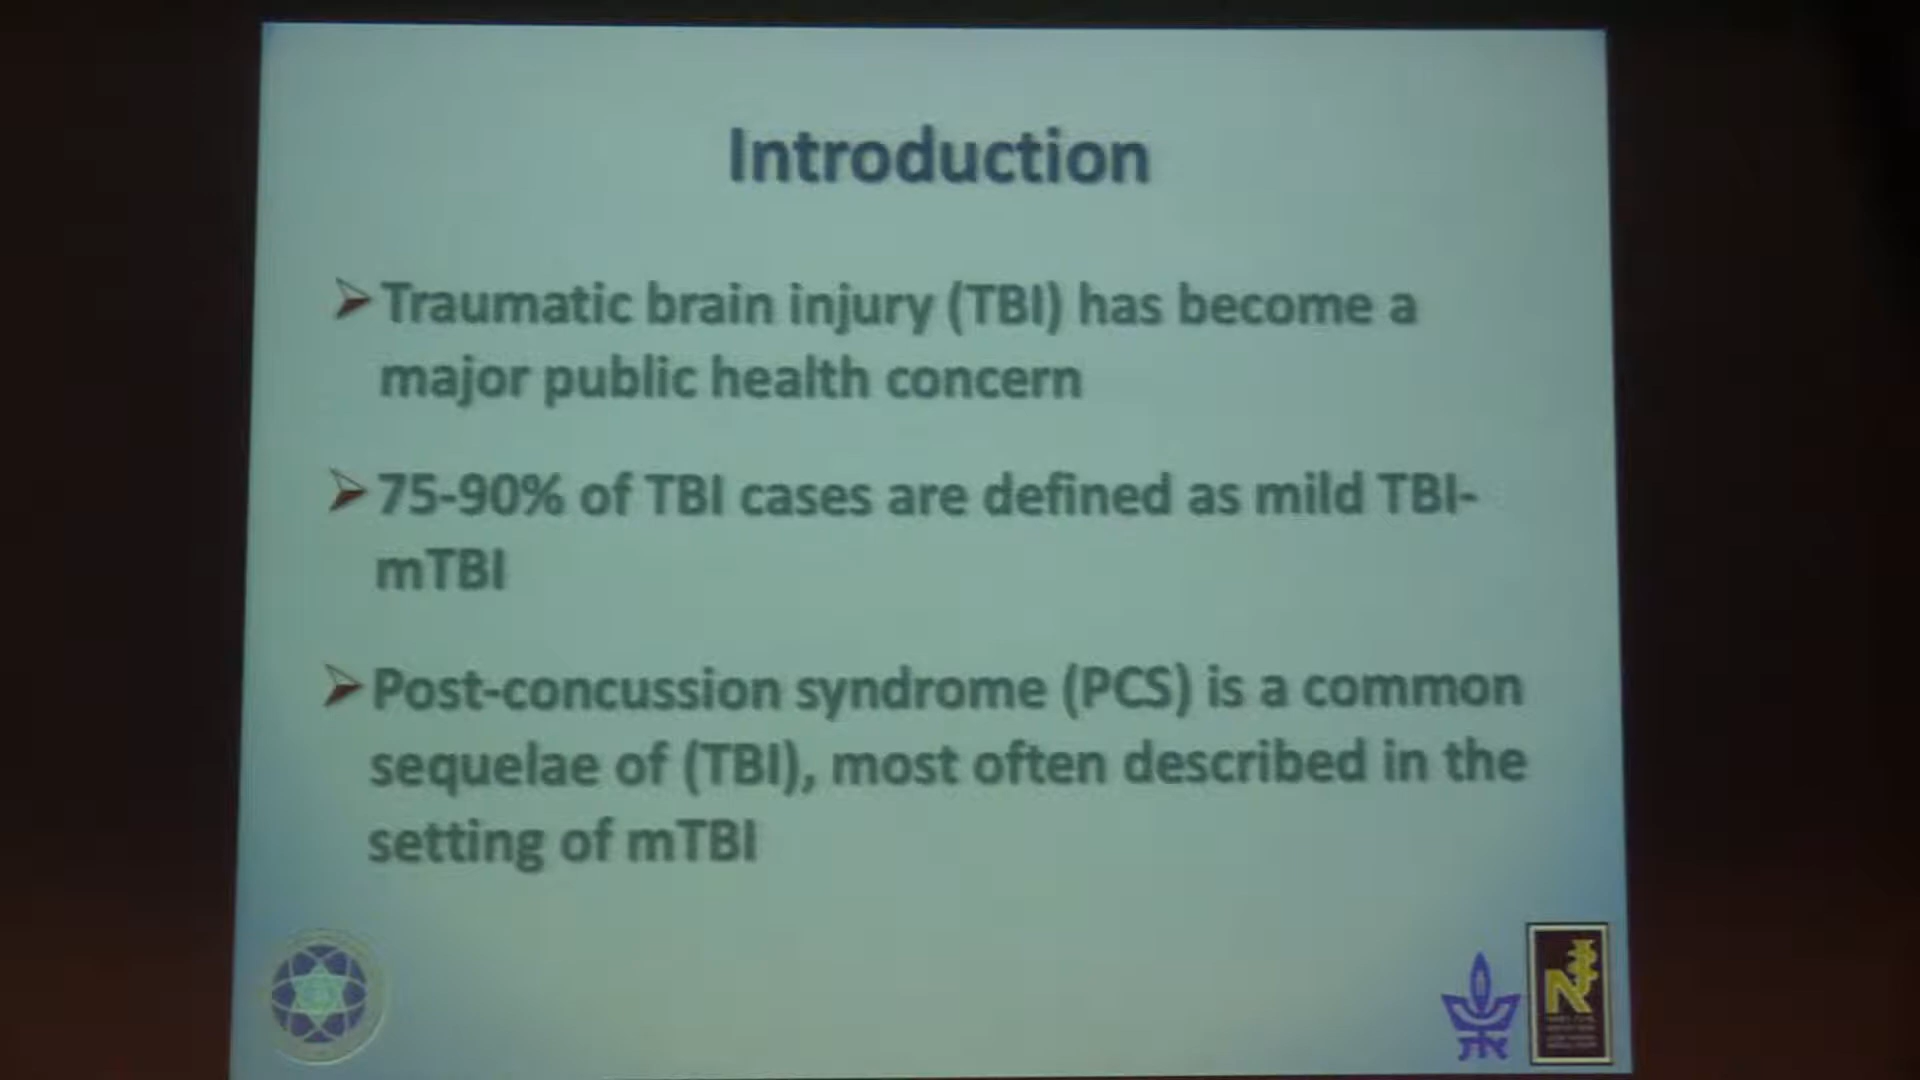 Introduction
Traumatic brain injury (TBI) has become a
major public health concern
75-90% of TBI cases are defined as mild TBI-
mTBI
Post-concussion syndrome (PCS) is a common
sequelae of (TBI), most often described in the
setting of mTBI